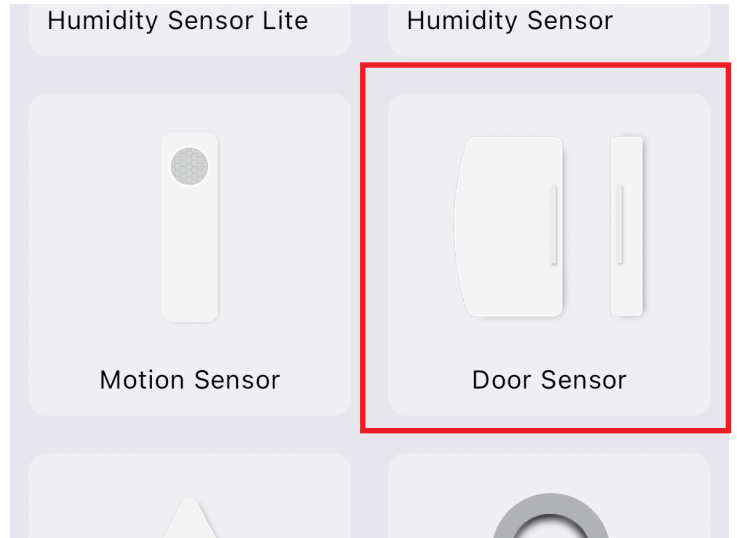 Humidity Sensor Lite
Humidity Sensor
Motion Sensor
Door Sensor